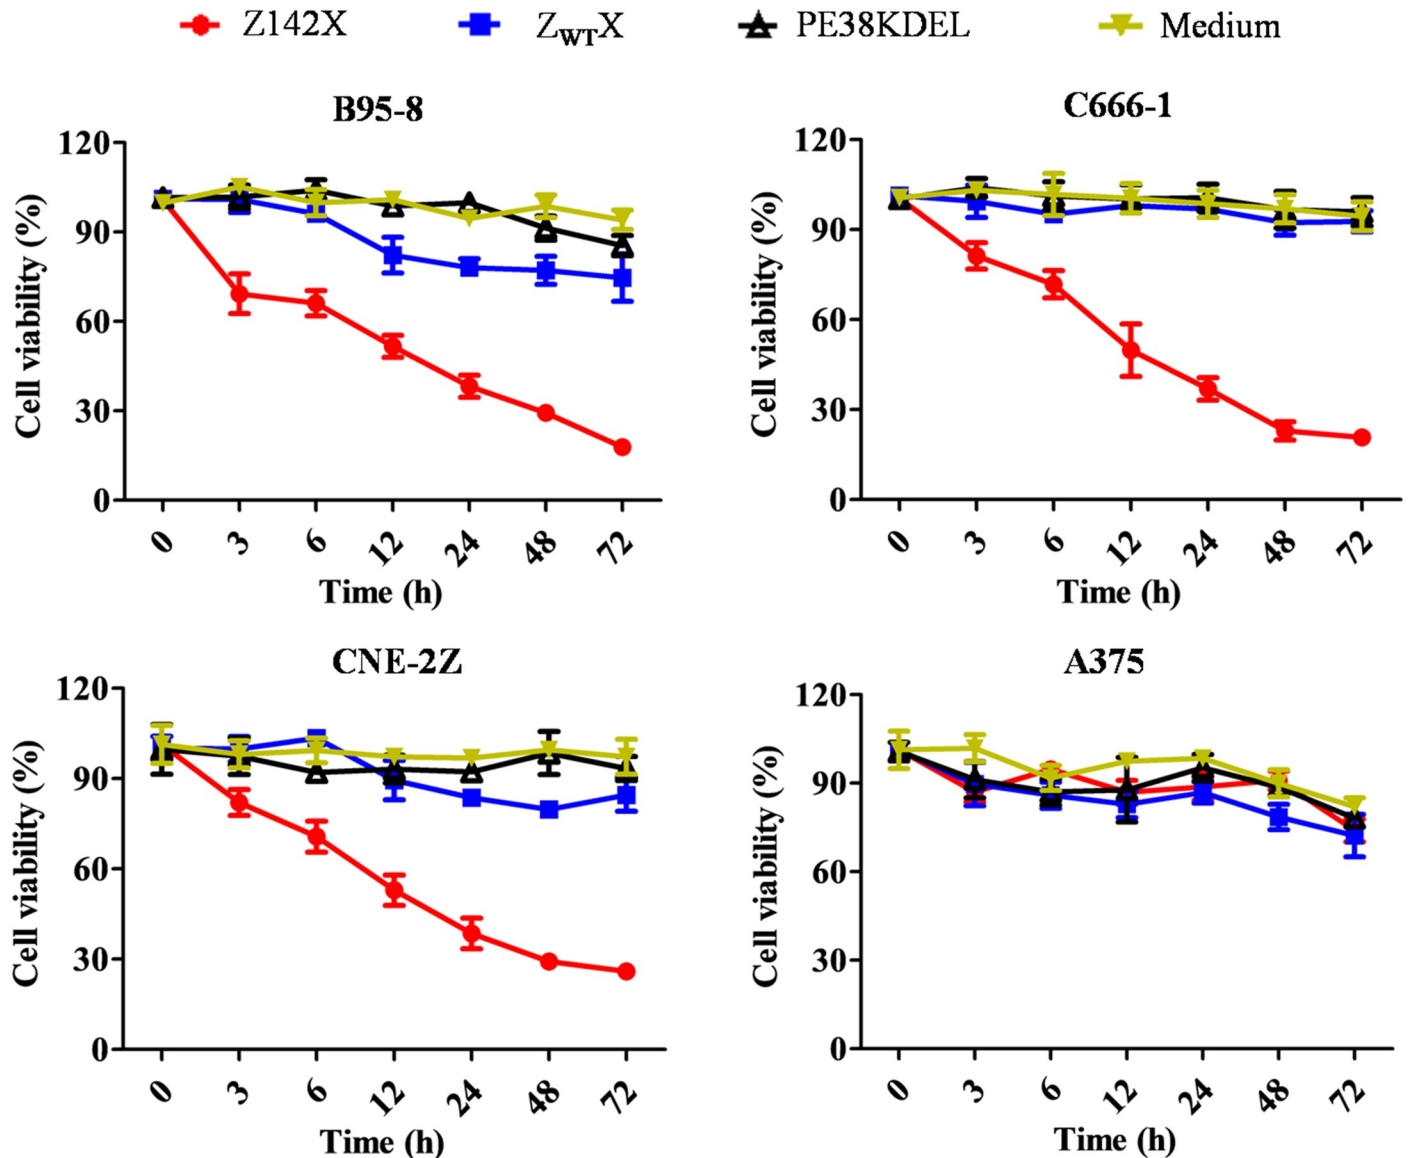 Z142X ZWTX PE38KDEL Medium
B95-8
120
90
60
30
0
Cell viability (%)
0 3 6 12 24 48 72
Time (h)
C666-1
120
90
60
30
0
Cell viability (%)
0 3 6 12 24 48 72
Time (h)
CNE-2Z
120
90
60
30
0
Cell viability (%)
0 3 6 12 24 48 72
Time (h)
A375
120
90
60
30
0
Cell viability (%)
0 3 6 12 24 48 72
Time (h)